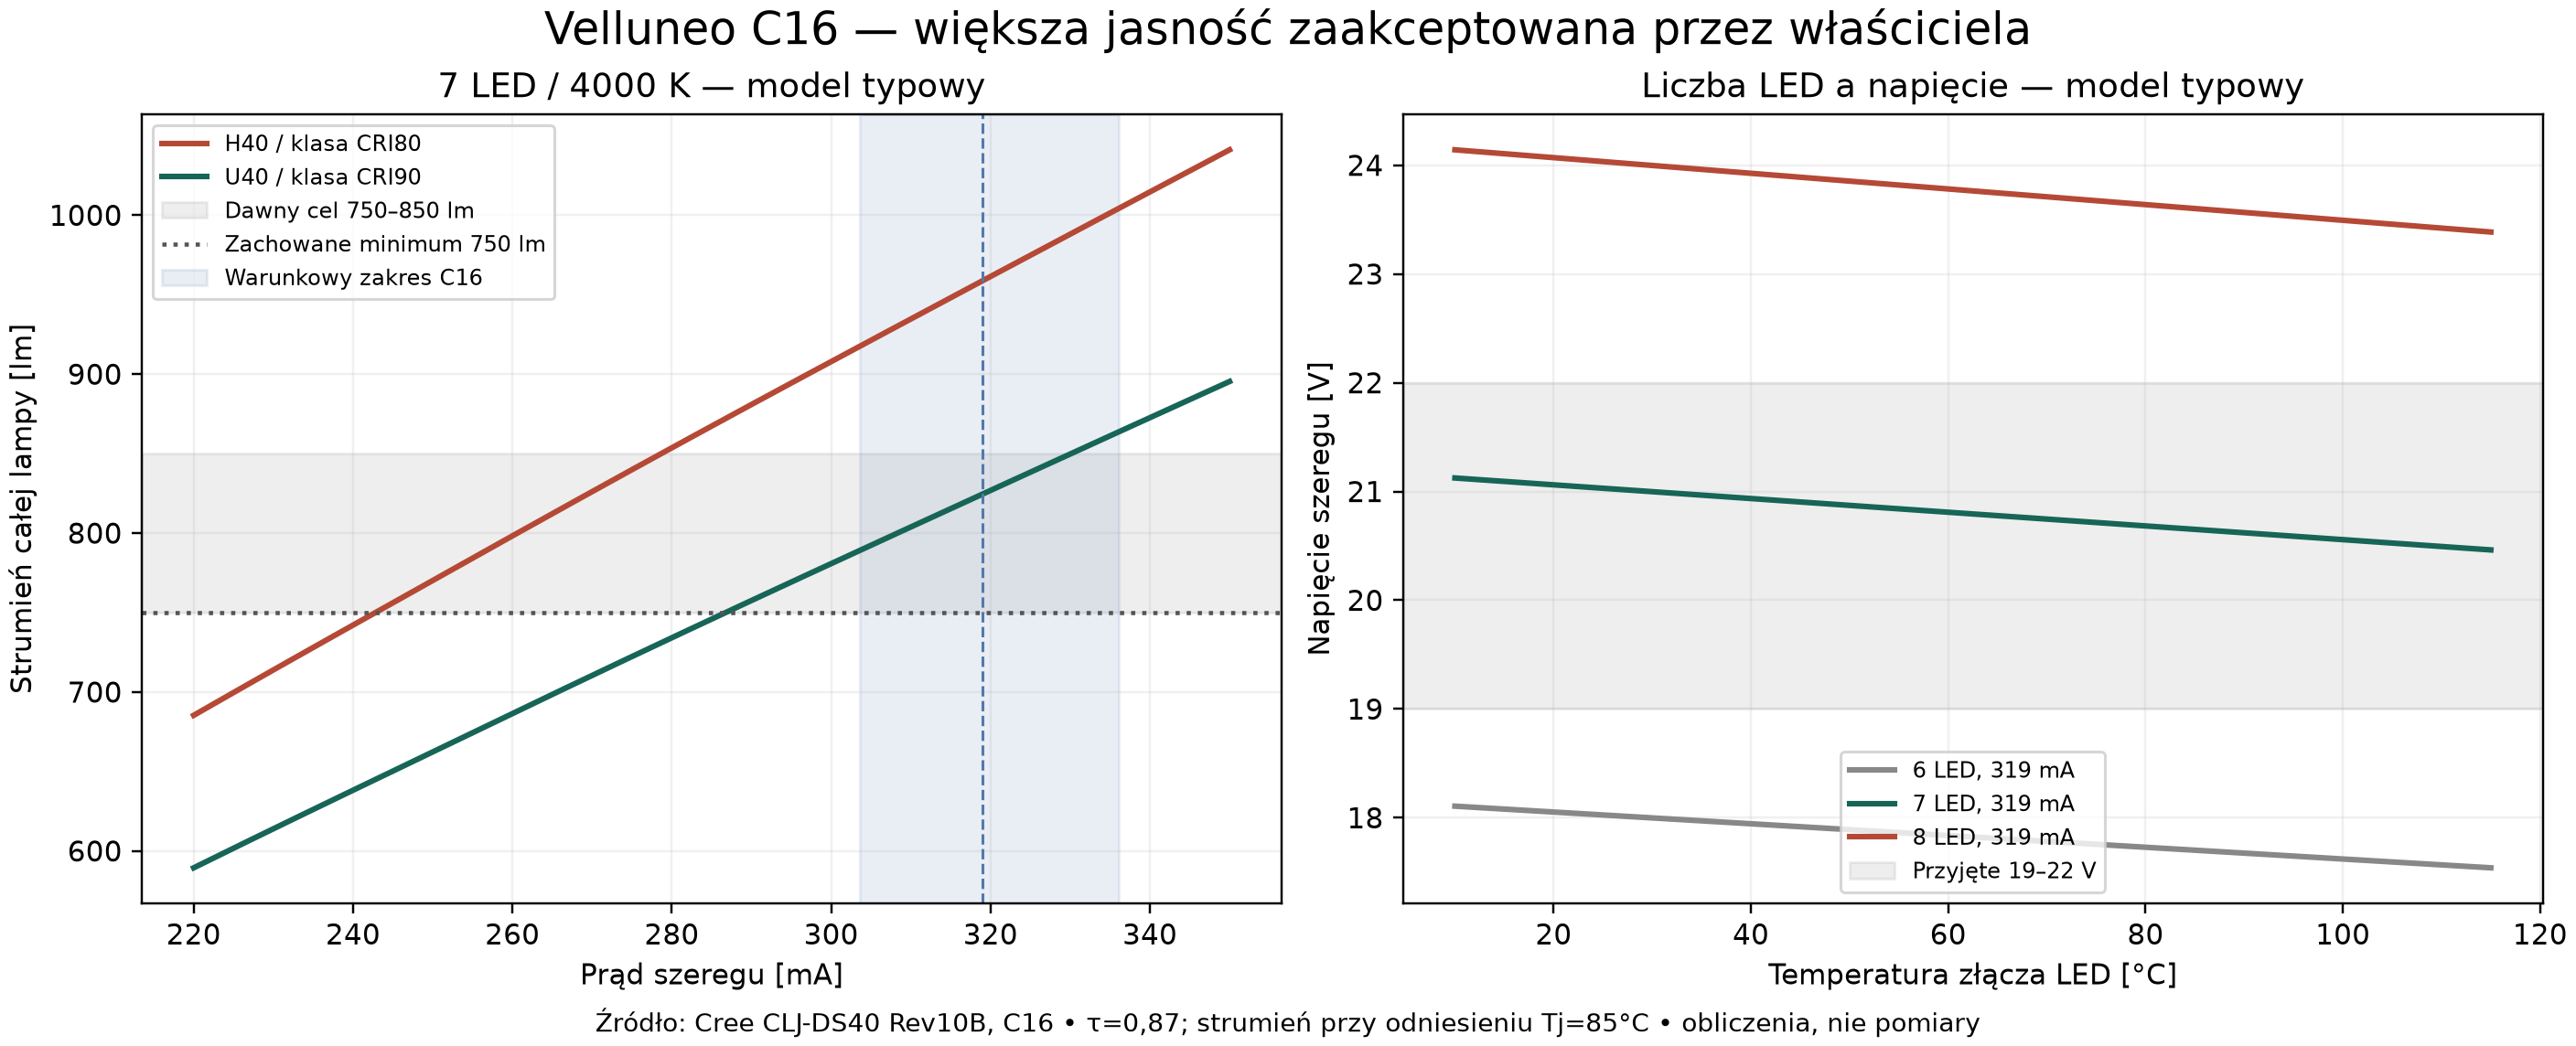 Velluneo C16 — większa jasność zaakceptowana przez właściciela
7 LED / 4000 K — model typowy
Strumień całej lampy [lm]
1000
900
800
700
600
H40 / klasa CRI80
U40 / klasa CRI90
Dawny cel 750–850 lm
Zachowane minimum 750 lm
Warunkowy zakres C16
220 240 260 280 300 320 340
Prąd szeregu [mA]
Liczba LED a napięcie — model typowy
Napięcie szeregu [V]
24
23
22
21
20
19
18
6 LED, 319 mA
7 LED, 319 mA
8 LED, 319 mA
Przyjęte 19–22 V
20 40 60 80 100 120
Temperatura złącza LED [°C]
Źródło: Cree CLJ-DS40 Rev10B, C16 • τ=0,87; strumień przy odniesieniu Tj=85°C • obliczenia, nie pomiary